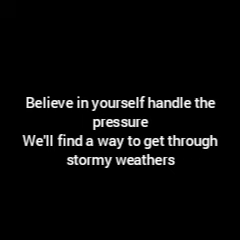 Believe in yourself handle the
pressure
We'll find a way to get through
stormy weathers